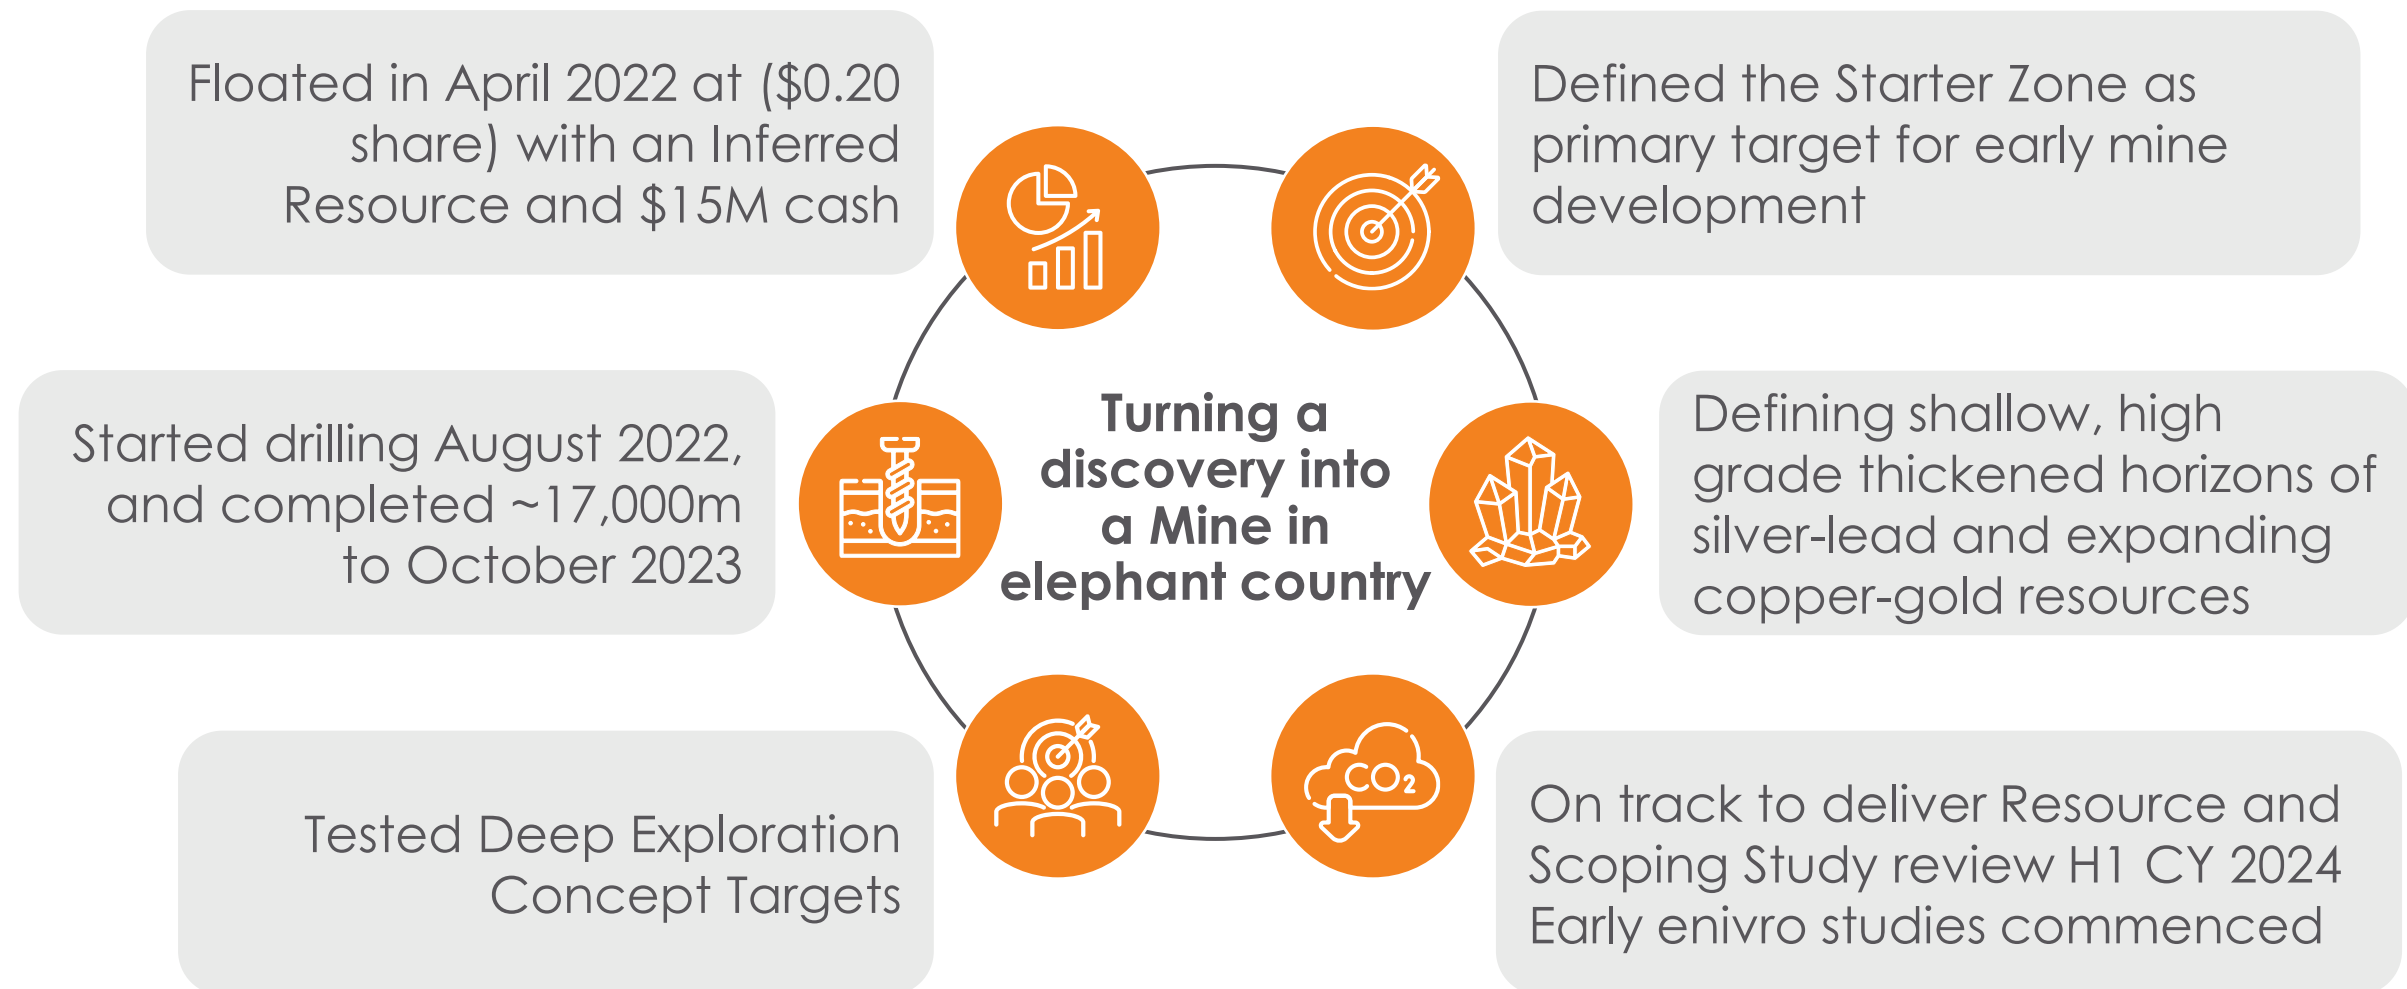 Floated in April 2022 at ($0.20
share) with an Inferred
Resource and $15M cash
Started drilling August 2022,
and completed ~17,000m
to October 2023
Tested Deep Exploration
Concept Targets
Turning a
discovery into
a Mine in
elephant country
Defined the Starter Zone as
primary target for early mine
development
Defining shallow, high
grade thickened horizons of
silver-lead and expanding
copper-gold resources
CO2
On track to deliver Resource and
Scoping Study review H1 CY 2024
Early enivro studies commenced